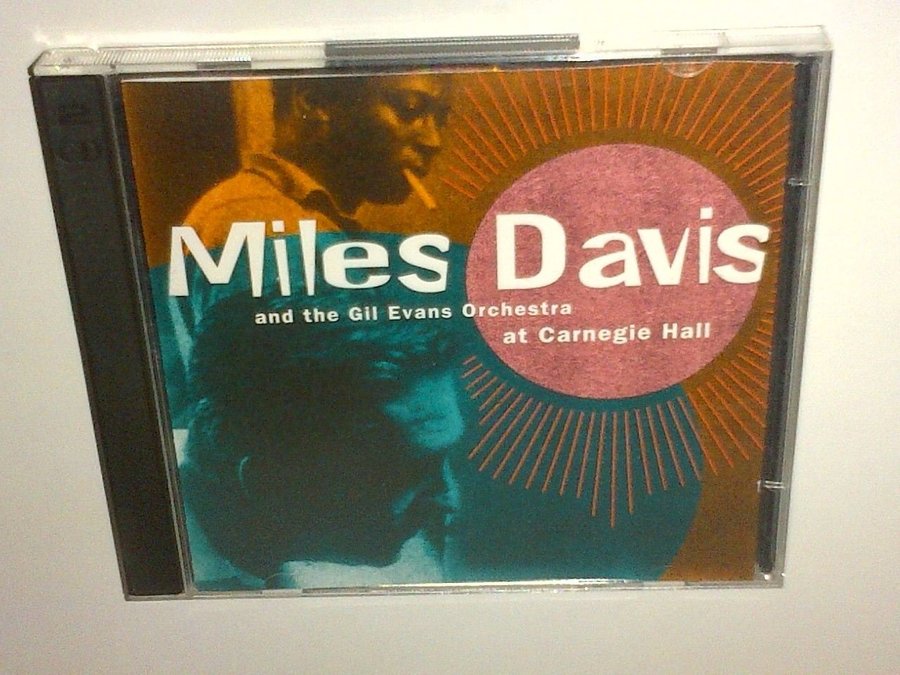 Miles Davis
and the Gil Evans Orchestra
at Carnegie Hall